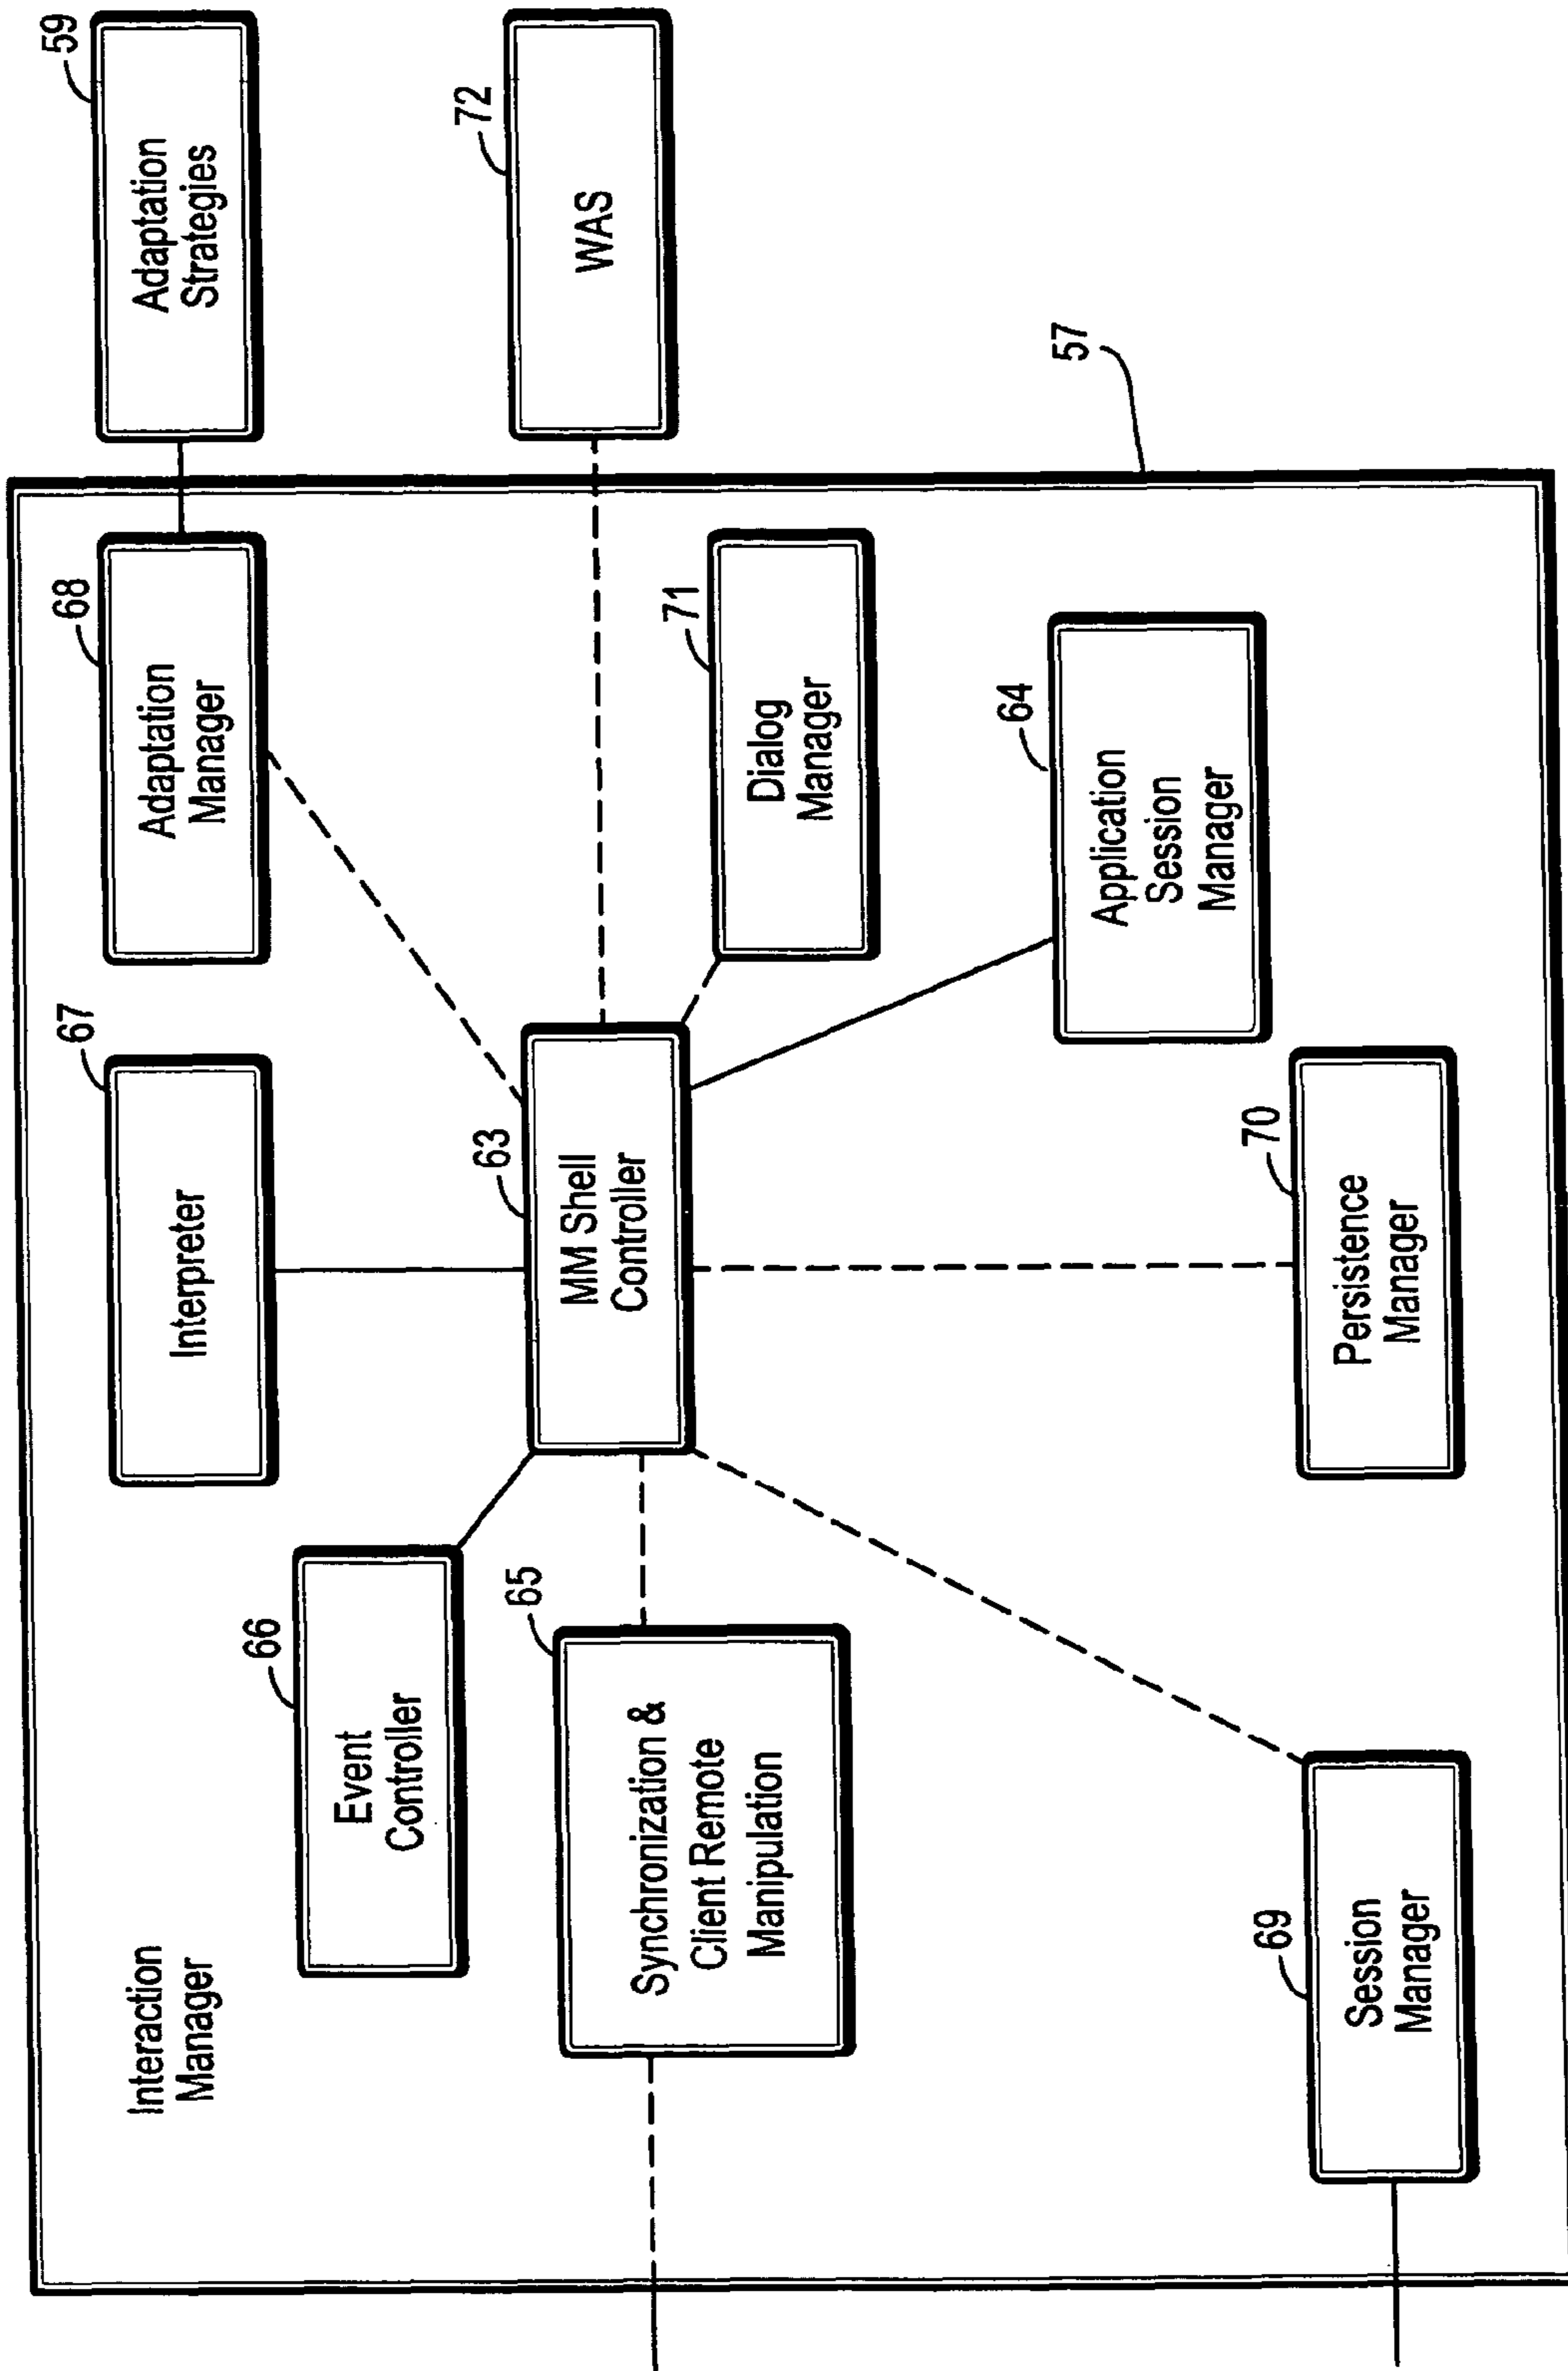 Interaction
Manager
Event
Controller
66
Synchronization &
Client Remote
Manipulation
65
Session
Manager
69
Interpreter
67
MM Shell
Controller
63
Persistence
Manager
70
Adaptation
Manager
68
Dialog
Manager
71
Application
Session
Manager
64
57
Adaptation
Strategies
59
WAS
72